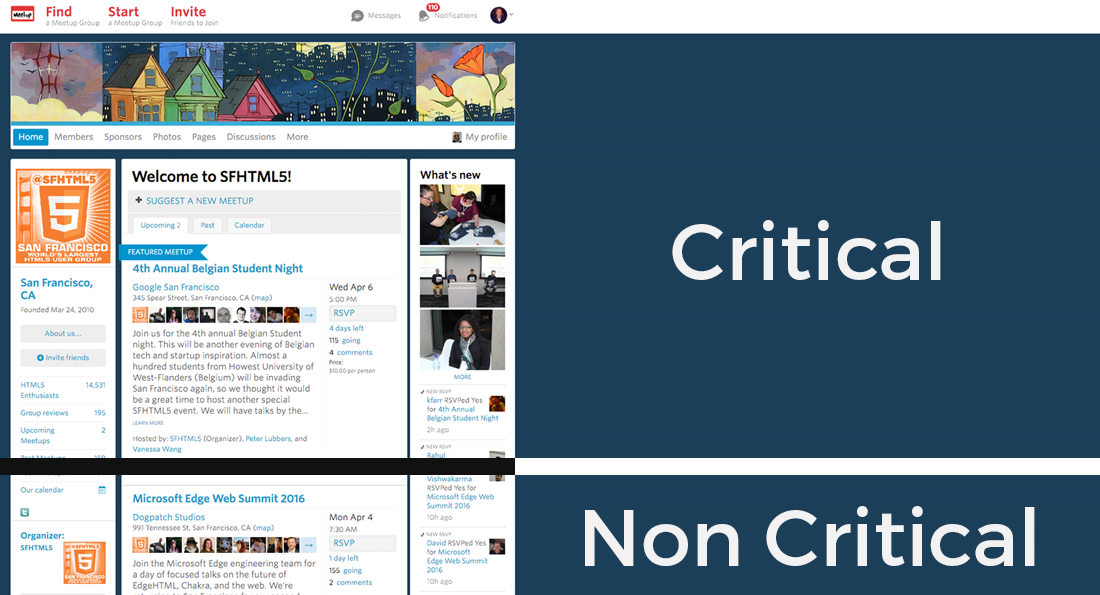 Meetup
Find
a Meetup Group
Start
a Meetup Group
Invite
Friends to Join
Messages
110
Notifications
Home
Members
Sponsors
Photos
Pages
Discussions
More
My profile
@SFHTML5
5
SAN FRANCISCO
WORLD'S LARGEST
HTML5 USER GROUP
San Francisco,
CA
Founded Mar 24, 2010
About us...
Invite friends
HTML5 14,531
Enthusiasts
Group reviews 195
Upcoming 2
Meetups
Past Meetups 159
Our calendar
Organizer:
SFHTML5
Welcome to SFHTML5!
+ SUGGEST A NEW MEETUP
Upcoming 2
Past
Calendar
FEATURED MEETUP
4th Annual Belgian Student Night
Google San Francisco
345 Spear Street, San Francisco, CA (map)
Join us for the 4th annual Belgian Student
night. This will be another evening of Belgian
tech and startup inspiration. Almost a
hundred students from Howest University of
West-Flanders (Belgium) will be invading
San Francisco again, so we thought it would
be a great time to host another special
SFHTML5 event. We will have talks by the...
LEARN MORE
Hosted by: SFHTML5 (Organizer), Peter Lubbers, and
Vanessa Wang
Wed Apr 6
5:00 PM
RSVP
4 days left
115 going
4 comments
Price:
$10.00 per person
Microsoft Edge Web Summit 2016
Dogpatch Studios
991 Tennessee St, San Francisco, CA (map)
Join the Microsoft Edge engineering team for
a day of focused talks on the future of
EdgeHTML, Chakra, and the web. We're
Mon Apr 4
7:30 AM
RSVP
1 day left
155 going
2 comments
What's new
MORE
NEW RSVP
kfarr RSVPed Yes
for 4th Annual
Belgian Student Night
2h ago
NEW RSVP
Rahul
Vishwakarma
RSVPed Yes for
Microsoft Edge Web
Summit 2016
10h ago
NEW RSVP
David RSVPed Yes
for Microsoft
Edge Web Summit
2016
10h ago
Critical
Non Critical